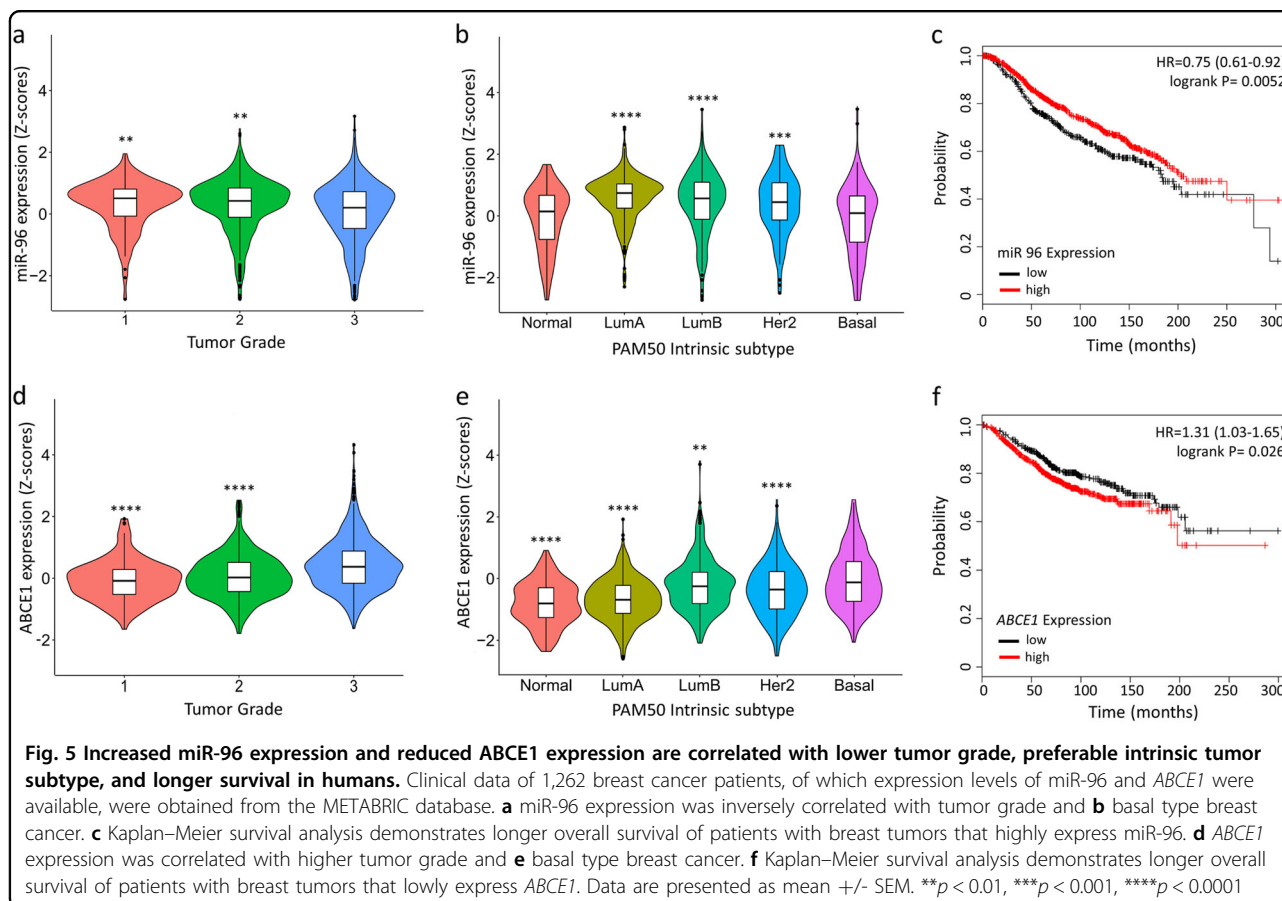 a
miR-96 expression (Z-scores)
4
2
0
−2
**
**
1
2
3
Tumor Grade
b
miR-96 expression (Z-scores)
4
2
0
−2
****
****
***
Normal
LumA
LumB
Her2
Basal
PAM50 Intrinsic subtype
c
Probability
1.0
0.8
0.6
0.4
0.2
0
HR=0.75 (0.61-0.92)
logrank P= 0.0052
miR 96 Expression
low
high
0
50
100
150
200
250
300
Time (months)
d
ABCE1 expression (Z-scores)
4
2
0
-2
****
****
1
2
3
Tumor Grade
e
ABCE1 expression (Z-scores)
4
2
−0
−2
****
****
**
****
Normal
LumA
LumB
Her2
Basal
PAM50 Intrinsic subtype
f
Probability
1.0
0.8
0.6
0.4
0.2
0
HR=1.31 (1.03-1.65)
logrank P= 0.026
ABCE1 Expression
low
high
0
50
100
150
200
250
300
Time (months)
Fig. 5 Increased miR-96 expression and reduced ABCE1 expression are correlated with lower tumor grade, preferable intrinsic tumor
subtype, and longer survival in humans. Clinical data of 1,262 breast cancer patients, of which expression levels of miR-96 and ABCE1 were
available, were obtained from the METABRIC database. a miR-96 expression was inversely correlated with tumor grade and b basal type breast
cancer. c Kaplan–Meier survival analysis demonstrates longer overall survival of patients with breast tumors that highly express miR-96. d ABCE1
expression was correlated with higher tumor grade and e basal type breast cancer. f Kaplan–Meier survival analysis demonstrates longer overall
survival of patients with breast tumors that lowly express ABCE1. Data are presented as mean +/- SEM. **p < 0.01, ***p < 0.001, ****p < 0.0001